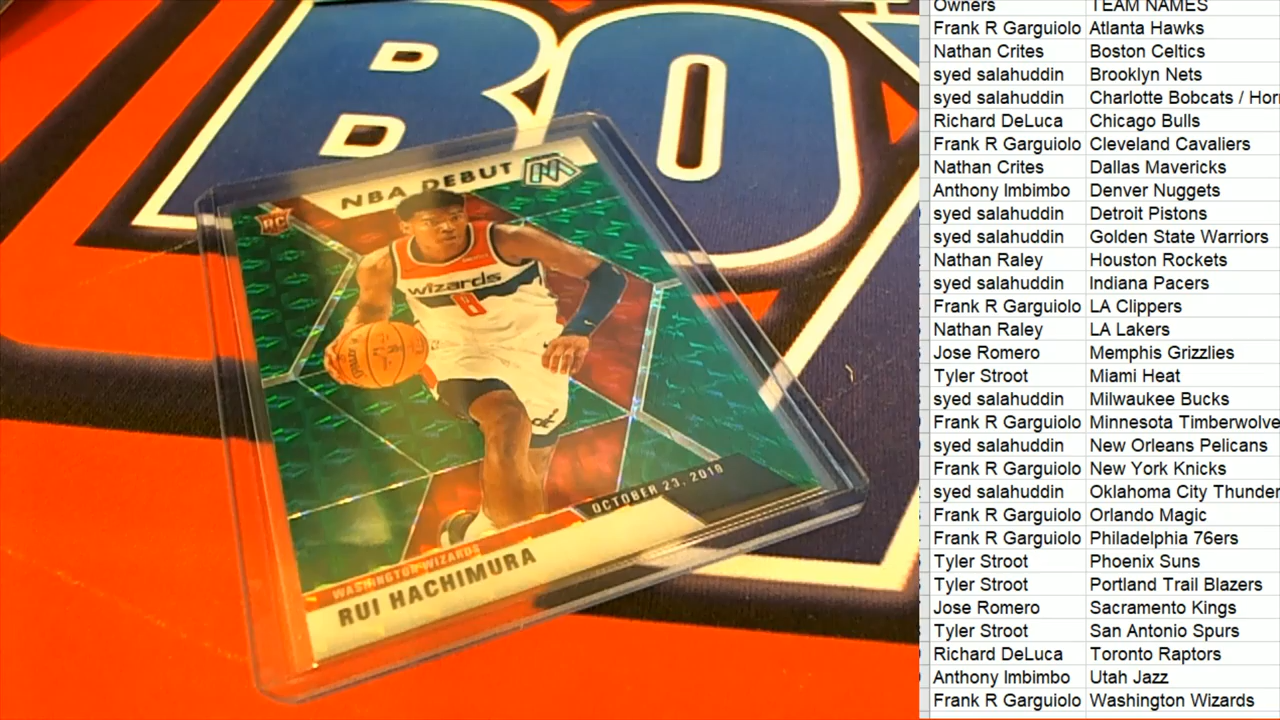 BO
NBA DEBUT
RC
wizards
8
OCTOBER 23, 2019
WASHINGTON WIZARDS
RUI HACHIMURA
Owners TEAM NAMES
Frank R Garguiolo Atlanta Hawks
Nathan Crites Boston Celtics
syed salahuddin Brooklyn Nets
syed salahuddin Charlotte Bobcats / Hor
Richard DeLuca Chicago Bulls
Frank R Garguiolo Cleveland Cavaliers
Nathan Crites Dallas Mavericks
Anthony Imbimbo Denver Nuggets
syed salahuddin Detroit Pistons
syed salahuddin Golden State Warriors
Nathan Raley Houston Rockets
syed salahuddin Indiana Pacers
Frank R Garguiolo LA Clippers
Nathan Raley LA Lakers
Jose Romero Memphis Grizzlies
Tyler Stroot Miami Heat
syed salahuddin Milwaukee Bucks
Frank R Garguiolo Minnesota Timberwolve
syed salahuddin New Orleans Pelicans
Frank R Garguiolo New York Knicks
syed salahuddin Oklahoma City Thunder
Frank R Garguiolo Orlando Magic
Frank R Garguiolo Philadelphia 76ers
Tyler Stroot Phoenix Suns
Tyler Stroot Portland Trail Blazers
Jose Romero Sacramento Kings
Tyler Stroot San Antonio Spurs
Richard DeLuca Toronto Raptors
Anthony Imbimbo Utah Jazz
Frank R Garguiolo Washington Wizards